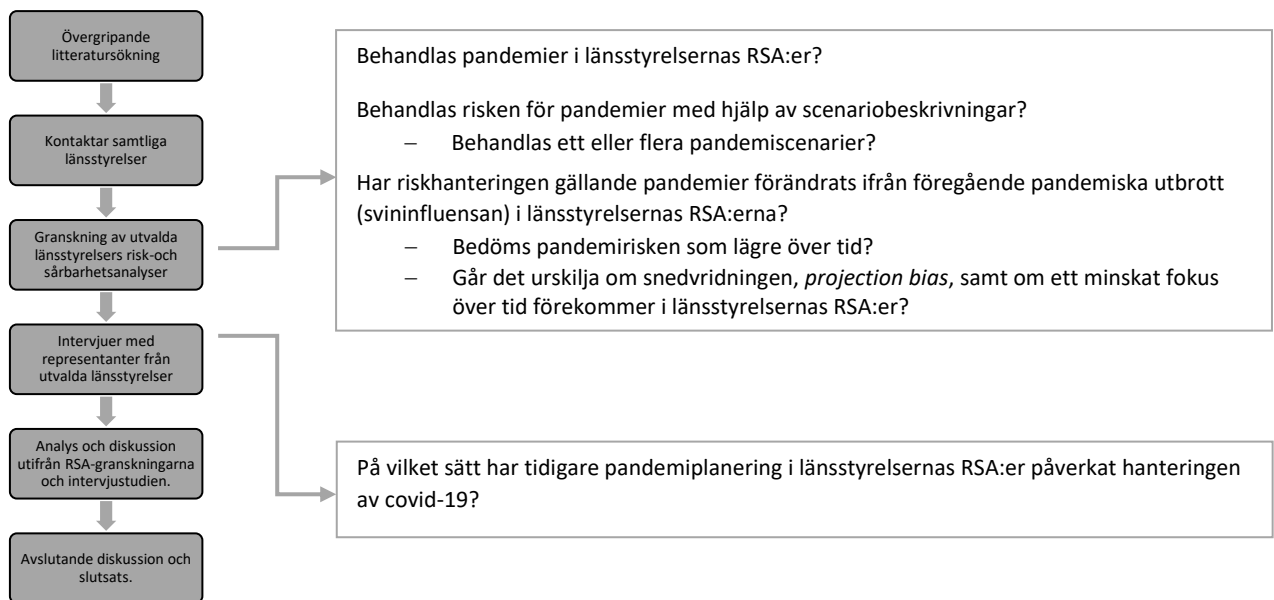 Övergripande
litteratursökning
Kontaktar samtliga
länsstyrelser
Granskning av utvalda
länsstyrelsers risk-och
sårbarhetsanalyser
Intervjuer med
representanter från
utvalda länsstyrelser
Analys och diskussion
utifrån RSA-granskningarna
och intervjustudien.
Avslutande diskussion och
slutsats.
Behandlas pandemier i länsstyrelsernas RSA:er?
Behandlas risken för pandemier med hjälp av scenariobeskrivningar?
– Behandlas ett eller flera pandemiscenarier?
Har riskhanteringen gällande pandemier förändrats ifrån föregående pandemiska utbrott
(svininfluensan) i länsstyrelsernas RSA:erna?
– Bedöms pandemirisken som lägre över tid?
– Går det urskilja om snedvridningen, projection bias, samt om ett minskat fokus
över tid förekommer i länsstyrelsernas RSA:er?
På vilket sätt har tidigare pandemiplanering i länsstyrelsernas RSA:er påverkat hanteringen
av covid-19?